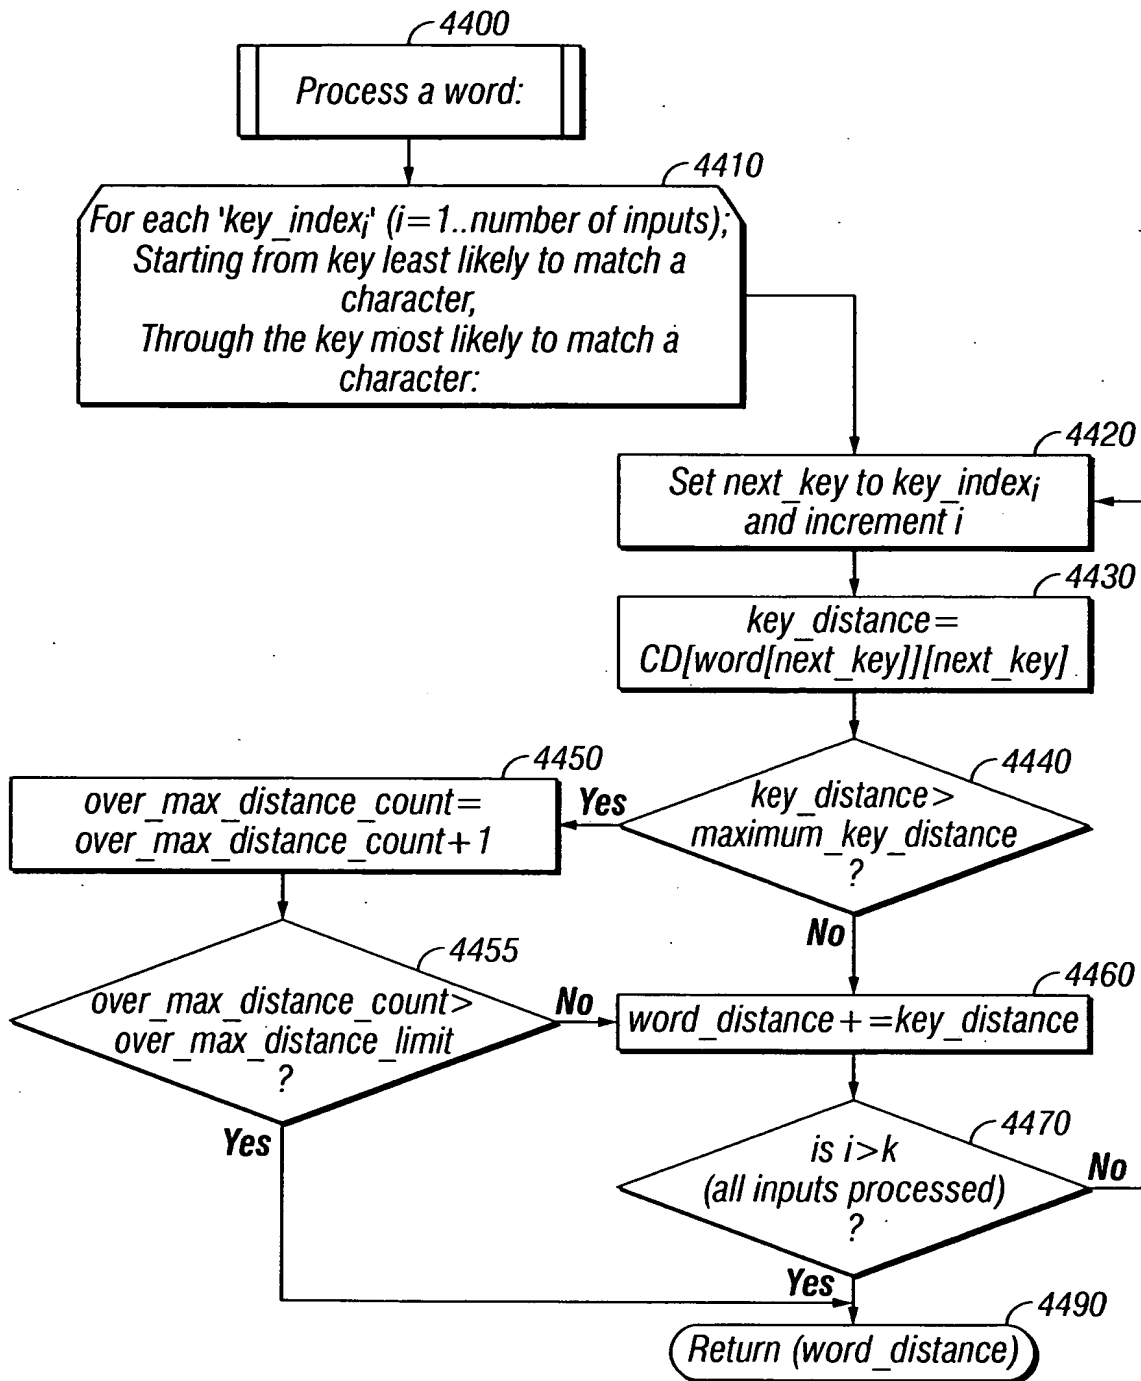 4400
Process a word:
4410
For each 'key_index_i' (i=1..number of inputs);
Starting from key least likely to match a
character,
Through the key most likely to match a
character:
4420
Set next_key to key_index_i
and increment i
4430
key_distance=
CD[word[next_key]][next_key]
4440
key_distance>
maximum_key_distance
?
Yes
No
4450
over_max_distance_count=
over_max_distance_count+1
4455
over_max_distance_count>
over_max_distance_limit
?
No
Yes
4460
word_distance+=key_distance
4470
is i>k
(all inputs processed)
?
No
Yes
4490
Return (word_distance)